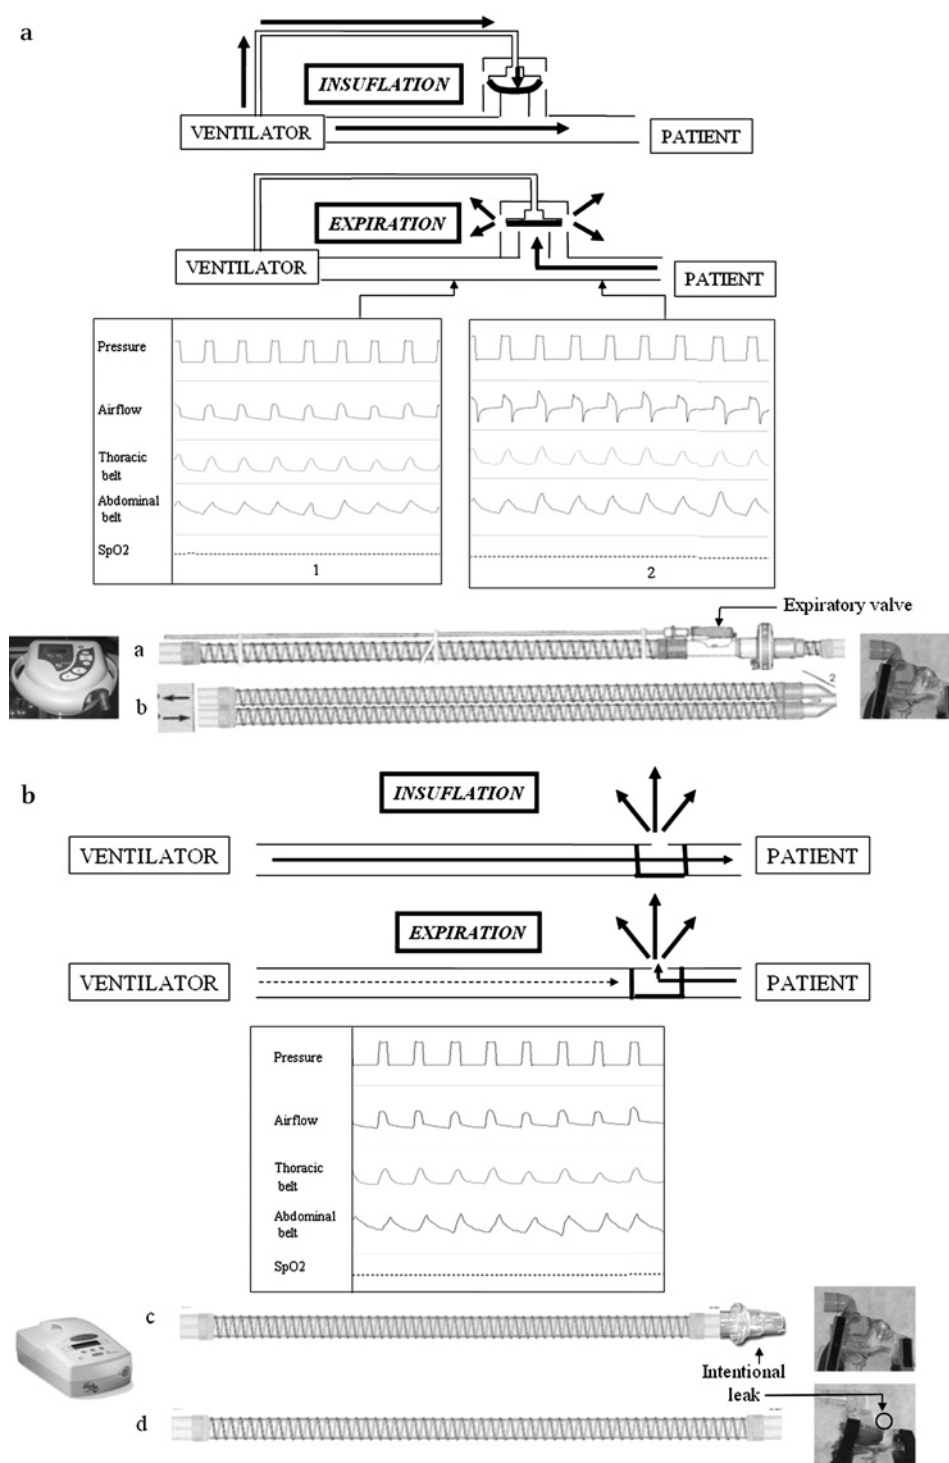 a
INSUFLATION
VENTILATOR
PATIENT
EXPIRATION
VENTILATOR
PATIENT
Pressure
Airflow
Thoracic
belt
Abdominal
belt
SpO2
1
2
Expiratory valve
a
b
2
b
INSUFLATION
VENTILATOR
PATIENT
EXPIRATION
VENTILATOR
PATIENT
Pressure
Airflow
Thoracic
belt
Abdominal
belt
SpO2
c
Intentional
leak
d